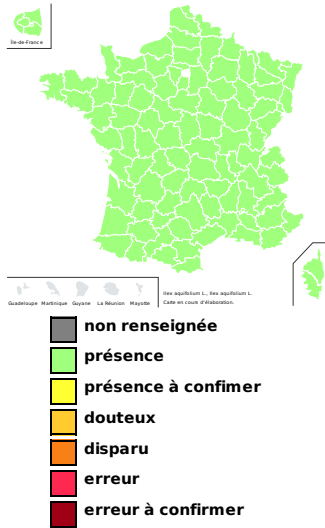 Île-de-France
Guadeloupe Martinique Guyane La Réunion Mayotte
Ilex aquifolium L., Ilex aquifolium L.
Carte en cours d'élaboration.
non renseignée
présence
présence à confimer
douteux
disparu
erreur
erreur à confirmer